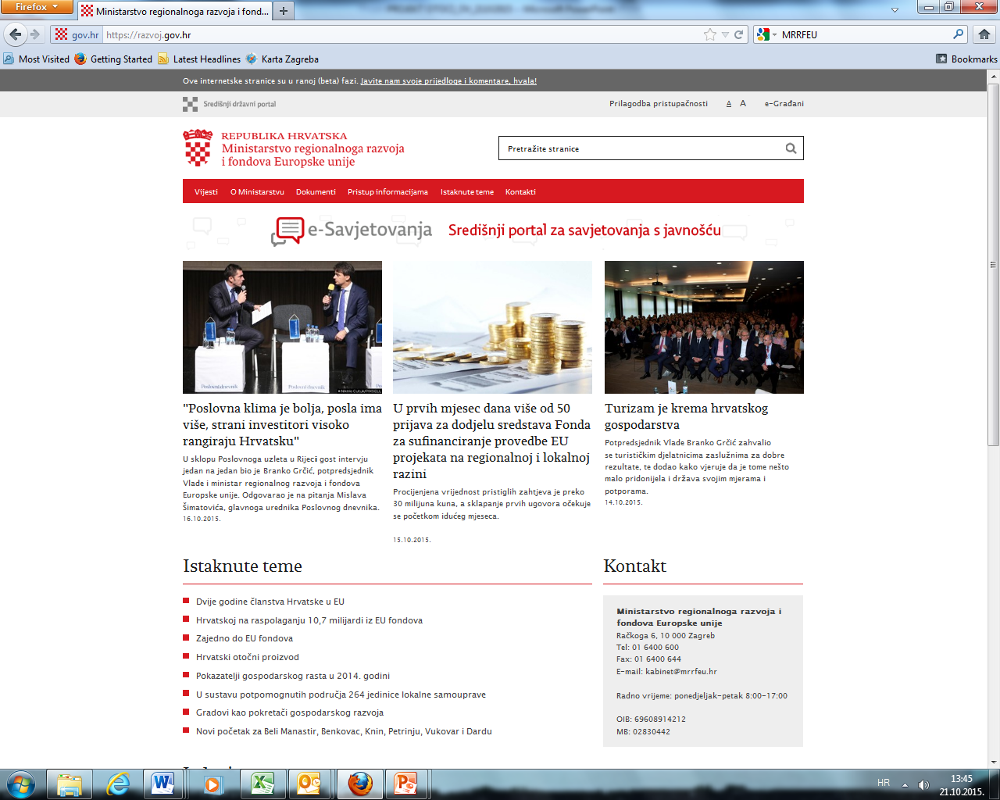 Firefox
Ministarstvo regionalnoga razvoja i fond...
gov.hr
https://razvoj.gov.hr
MRRFEU
Most Visited
Getting Started
Latest Headlines
Karta Zagreba
Bookmarks
Ove internetske stranice su u ranoj (beta) fazi. Javite nam svoje prijedloge i komentare, hvala!
Središnji državni portal
Prilagodba pristupačnosti
A A
e-Građani
REPUBLIKA HRVATSKA
Ministarstvo regionalnoga razvoja
i fondova Europske unije
Pretražite stranice
Vijesti
O Ministarstvu
Dokumenti
Pristup informacijama
Istaknute teme
Kontakti
e-Savjetovanja
Središnji portal za savjetovanja s javnošću
Poslovni dnevnik
Poslovni dnevnik
"Poslovna klima je bolja, posla ima
više, strani investitori visoko
rangiraju Hrvatsku"
U sklopu Poslovnoga uzleta u Rijeci gost intervju
jedan na jedan bio je Branko Grčić, potpredsjednik
Vlade i ministar regionalnog razvoja i fondova
Europske unije. Odgovarao je na pitanja Mislava
Šimatovića, glavnoga urednika Poslovnog dnevnika.
16.10.2015.
U prvih mjesec dana više od 50
prijava za dodjelu sredstava Fonda
za sufinanciranje provedbe EU
projekata na regionalnoj i lokalnoj
razini
Procijenjena vrijednost pristiglih zahtjeva je preko
30 milijuna kuna, a sklapanje prvih ugovora očekuje
se početkom idućeg mjeseca.
15.10.2015.
Turizam je krema hrvatskog
gospodarstva
Potpredsjednik Vlade Branko Grčić zahvalio
se turističkim djelatnicima zaslužnima za dobre
rezultate, te dodao kako vjeruje da je tome nešto
malo pridonijela i država svojim mjerama i
potporama.
14.10.2015.
Istaknute teme
Dvije godine članstva Hrvatske u EU
Hrvatskoj na raspolaganju 10,7 milijardi iz EU fondova
Zajedno do EU fondova
Hrvatski otočni proizvod
Pokazatelji gospodarskog rasta u 2014. godini
U sustavu potpomognutih područja 264 jedinice lokalne samouprave
Gradovi kao pokretači gospodarskog razvoja
Novi početak za Beli Manastir, Benkovac, Knin, Petrinju, Vukovar i Dardu
Kontakt
Ministarstvo regionalnoga razvoja i
fondova Europske unije
Račkoga 6, 10 000 Zagreb
Tel: 01 6400 600
Fax: 01 6400 644
E-mail: kabinet@mrrfeu.hr
Radno vrijeme: ponedjeljak-petak 8:00-17:00
OIB: 69608914212
MB: 02830442
HR
13:45
21.10.2015.